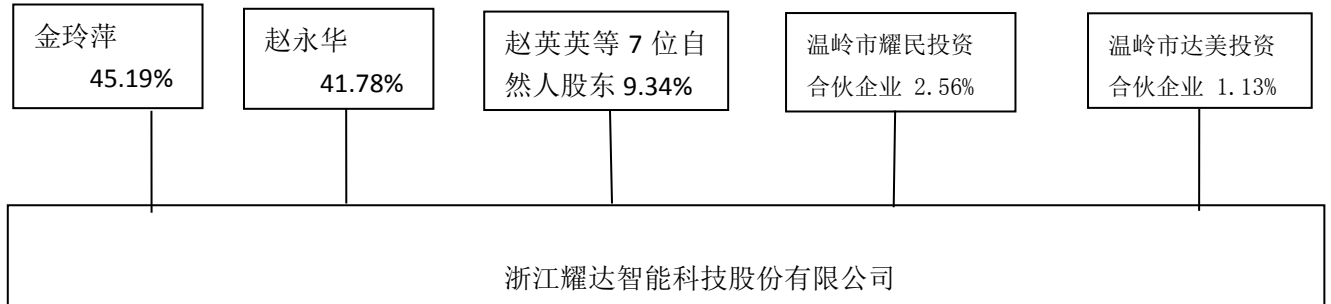 金玲萍
45.19%
赵永华
41.78%
赵英英等 7 位自
然人股东 9.34%
温岭市耀民投资
合伙企业 2.56%
温岭市达美投资
合伙企业 1.13%
浙江耀达智能科技股份有限公司